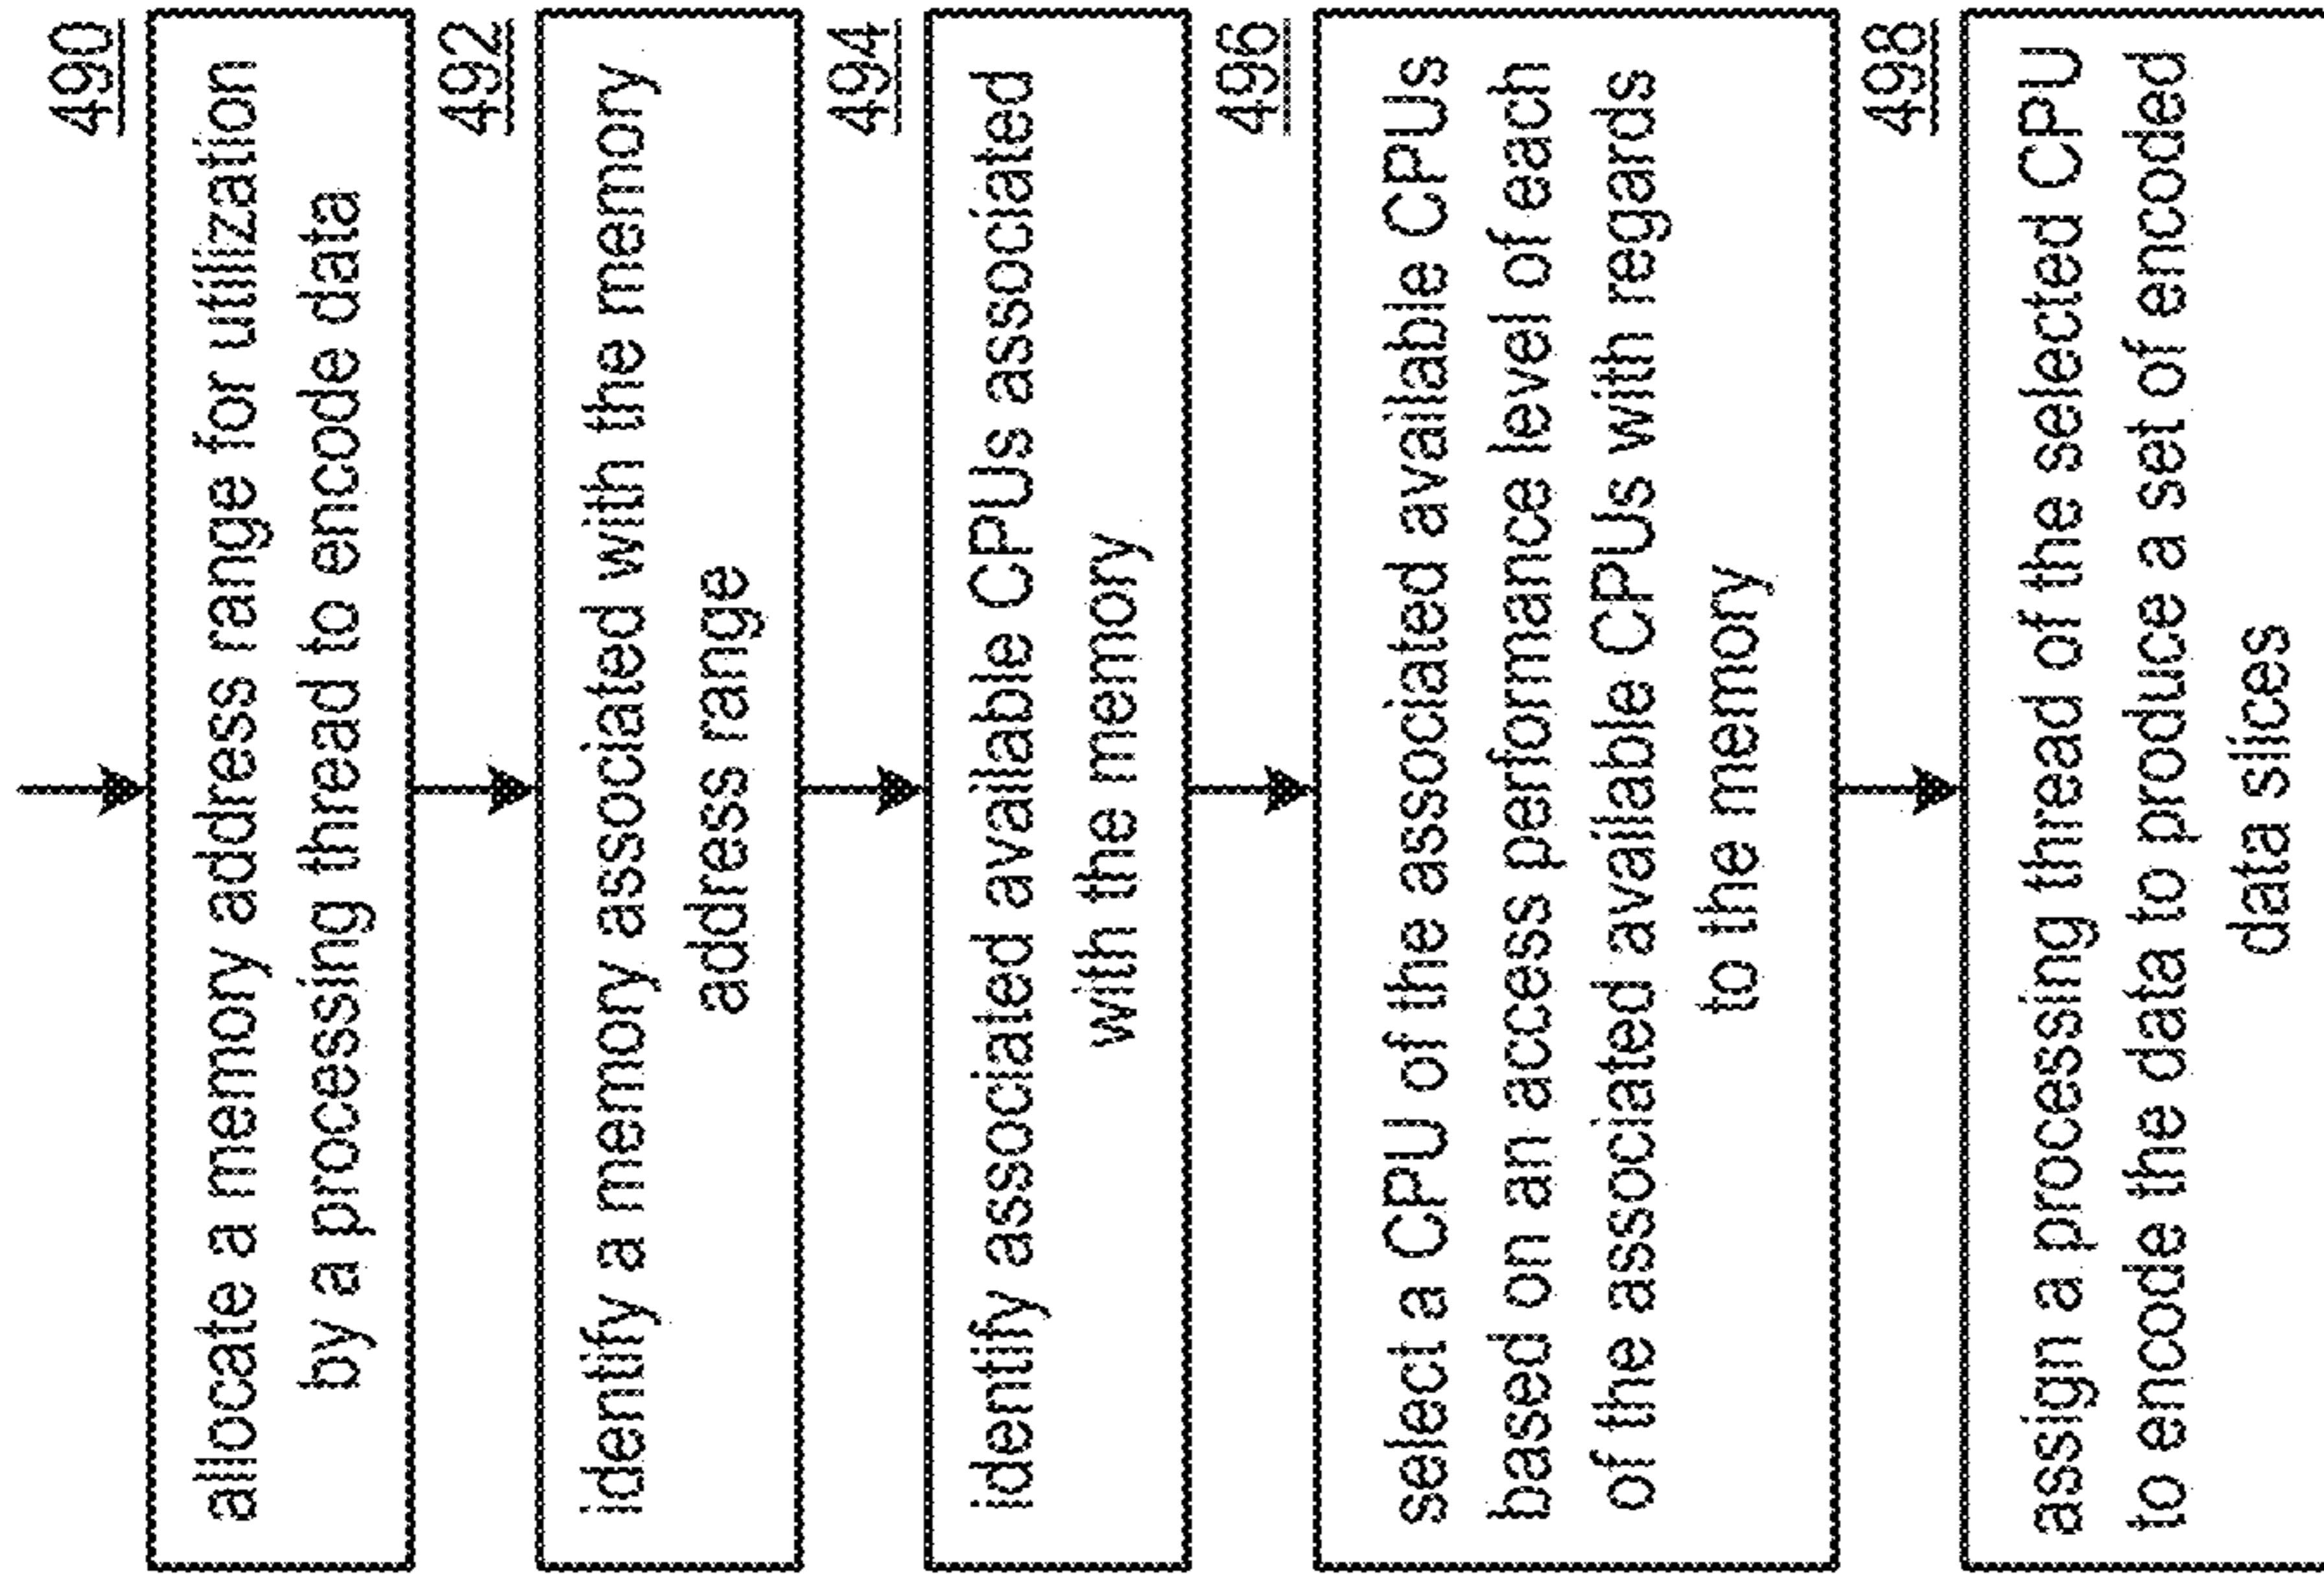 490
allocate a memory address range for utilization
by a processing thread to encode data
492
identify a memory associated with the memory
address range
494
identify associated available CPUs associated
with the memory
496
select a CPU of the associated available CPUs
based on an access performance level of each
of the associated available CPUs with regards
to the memory
498
assign a processing thread of the selected CPU
to encode the data to produce a set of encoded
data slices